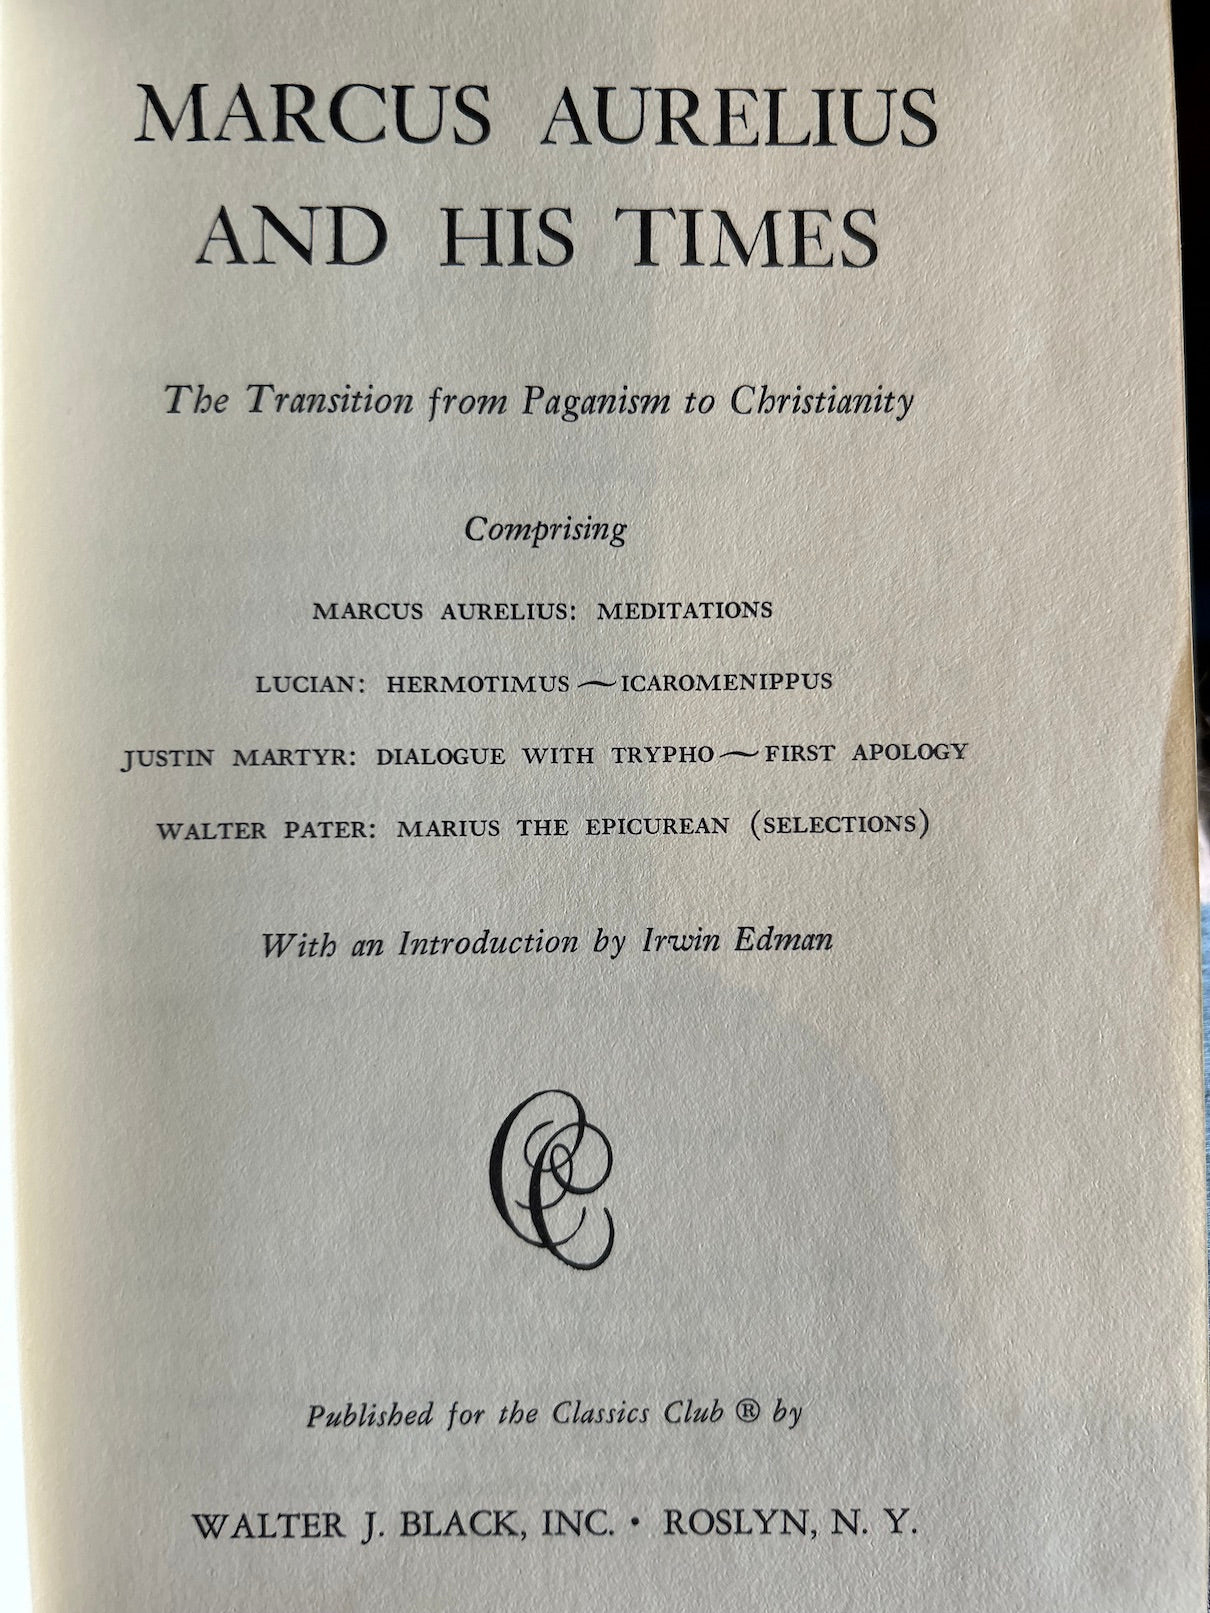 MARCUS AURELIUS
AND HIS TIMES
The Transition from Paganism to Christianity
Comprising
MARCUS AURELIUS: MEDITATIONS
LUCIAN: HERMOTIMUS ~ ICAROMENIPPUS
JUSTIN MARTYR: DIALOGUE WITH TRYPHO ~ FIRST APOLOGY
WALTER PATER: MARIUS THE EPICUREAN (SELECTIONS)
With an Introduction by Irwin Edman
CC
Published for the Classics Club ® by
WALTER J. BLACK, INC. • ROSLYN, N. Y.